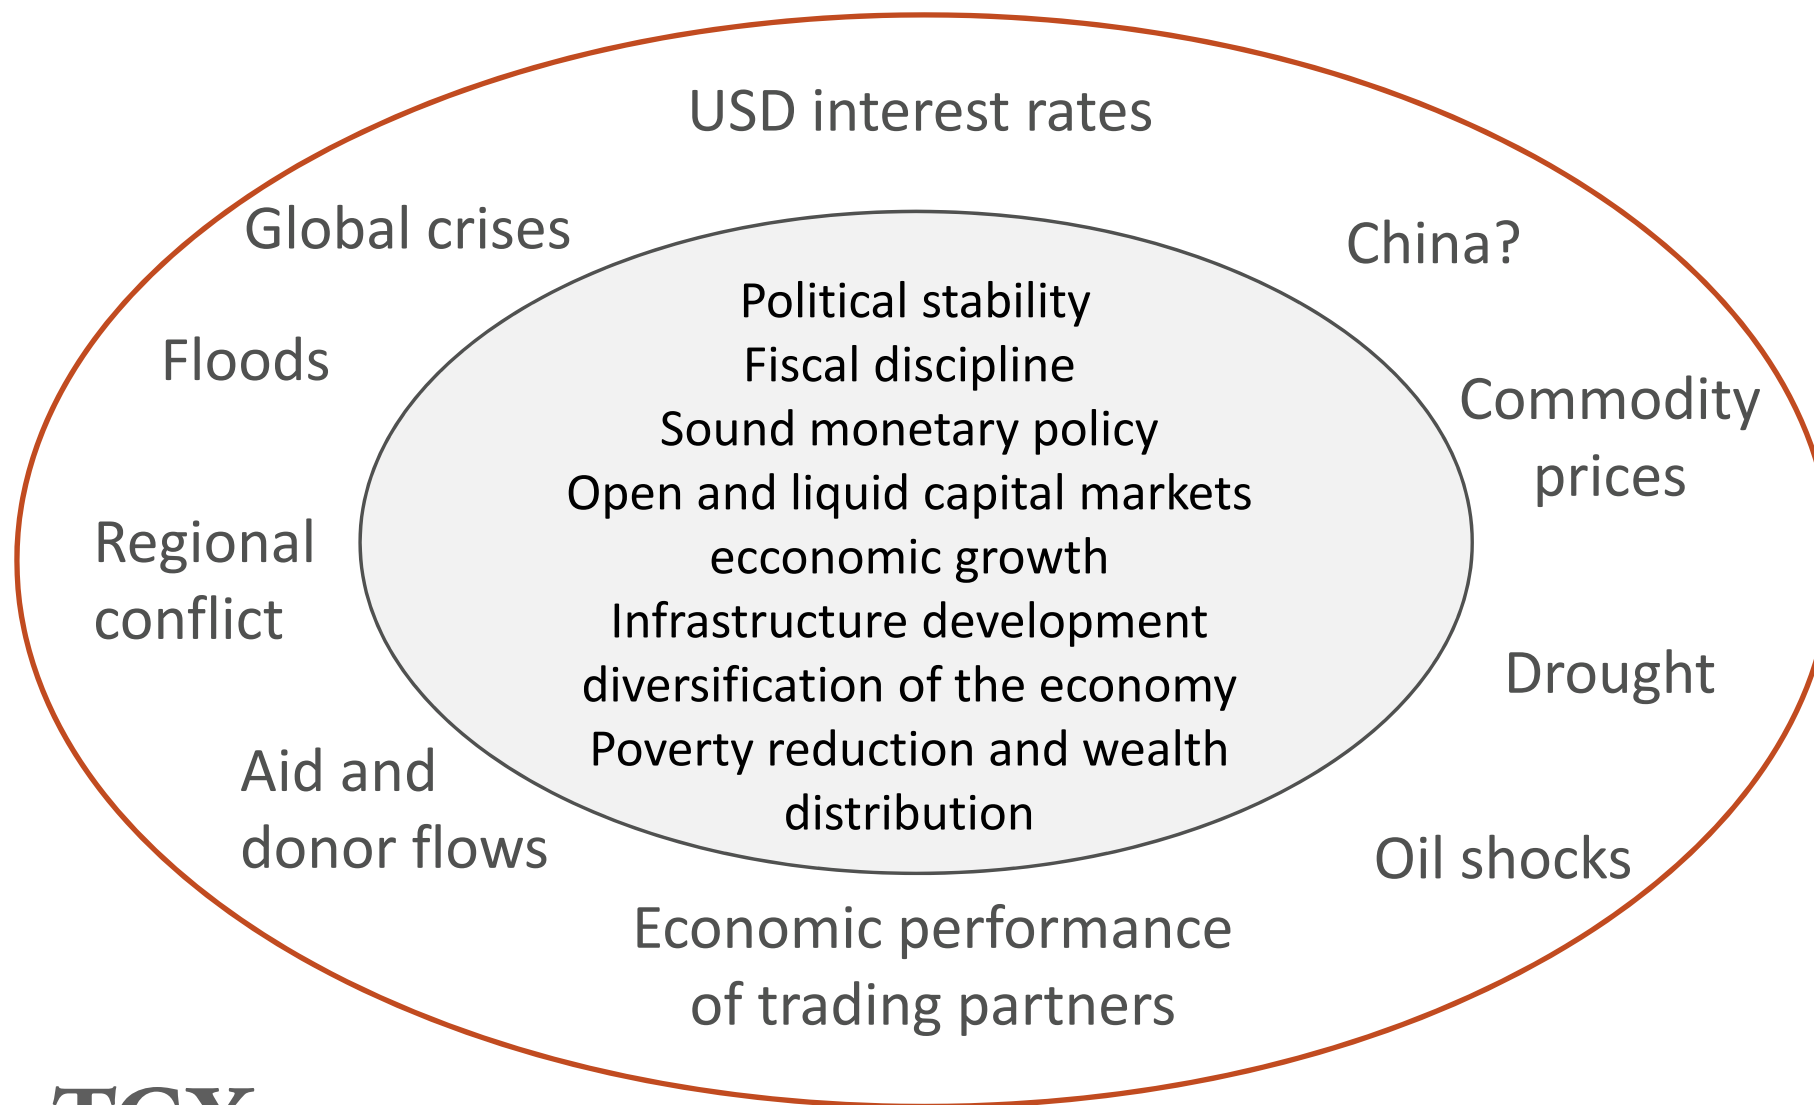 USD interest rates
Global crises
China?
Floods
Commodity
prices
Regional
conflict
Drought
Aid and
donor flows
Oil shocks
Economic performance
of trading partners
Political stability
Fiscal discipline
Sound monetary policy
Open and liquid capital markets
ecconomic growth
Infrastructure development
diversification of the economy
Poverty reduction and wealth
distribution
TCX